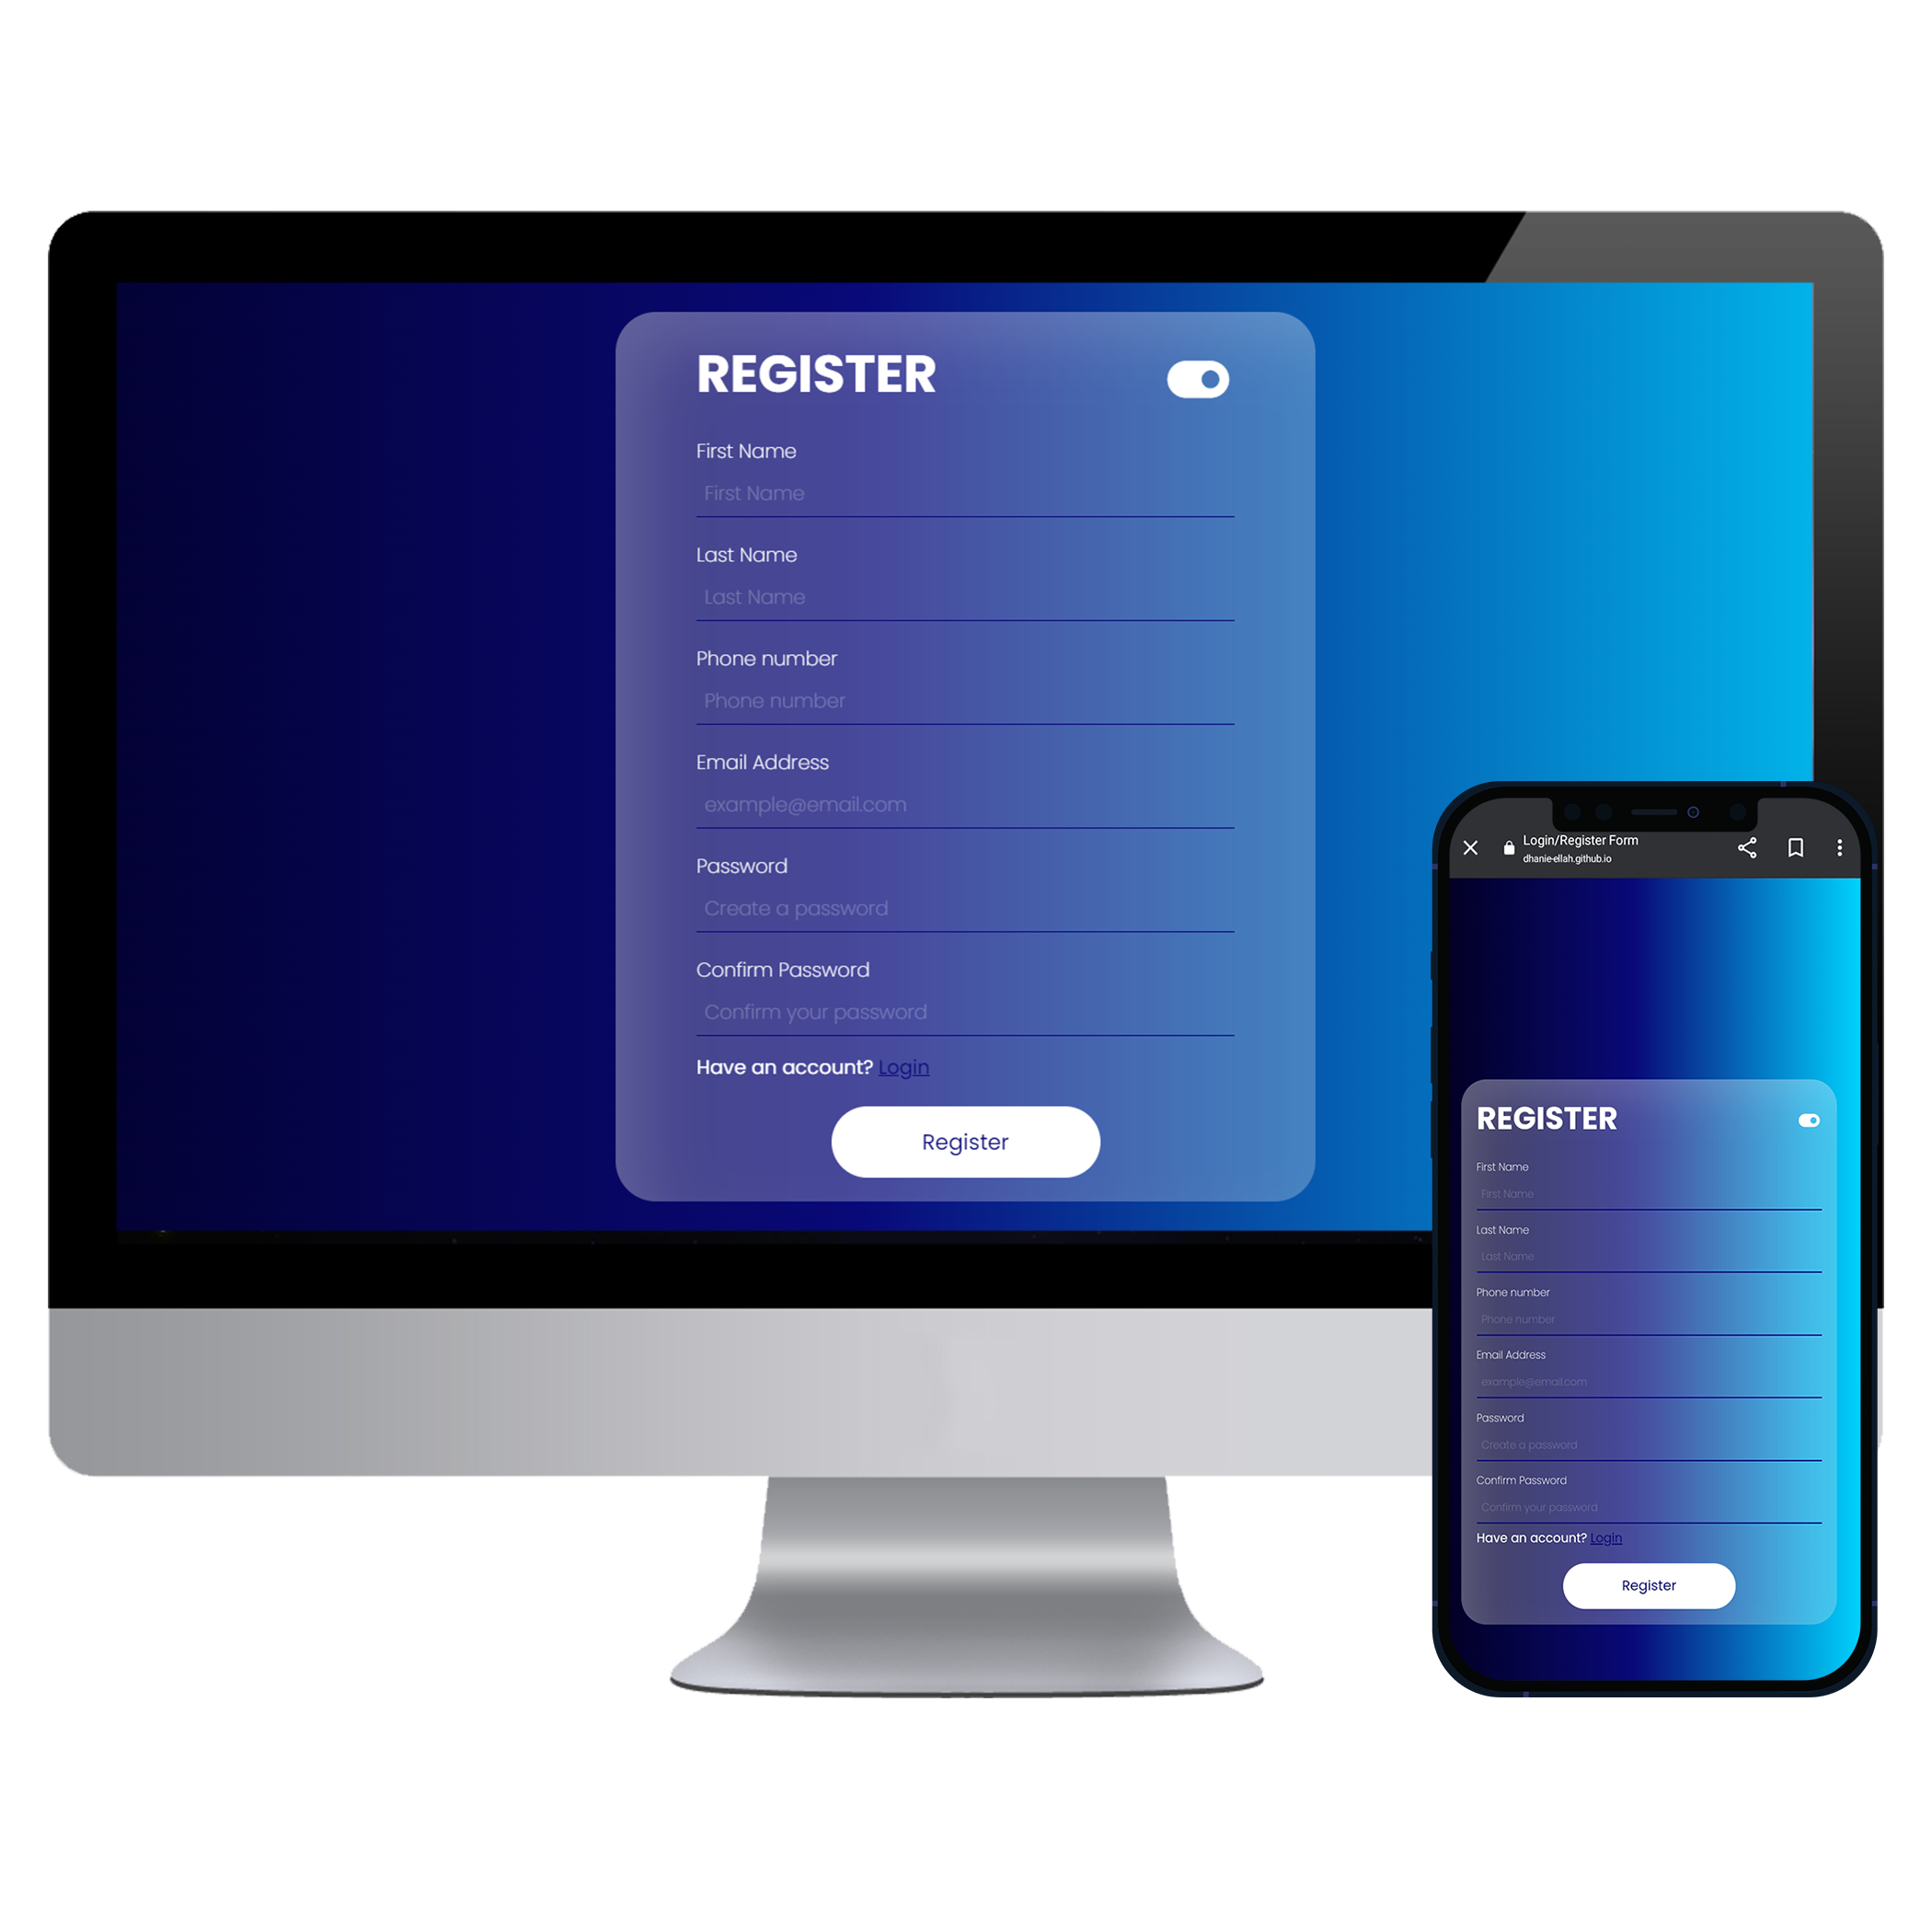 REGISTER
First Name
First Name
Last Name
Last Name
Phone number
Phone number
Email Address
example@email.com
Password
Create a password
Confirm Password
Confirm your password
Have an account? Login
Register
Login/Register Form
dhanie-ellah.github.io
REGISTER
First Name
First Name
Last Name
Last Name
Phone number
Phone number
Email Address
example@email.com
Password
Create a password
Confirm Password
Confirm your password
Have an account? Login
Register